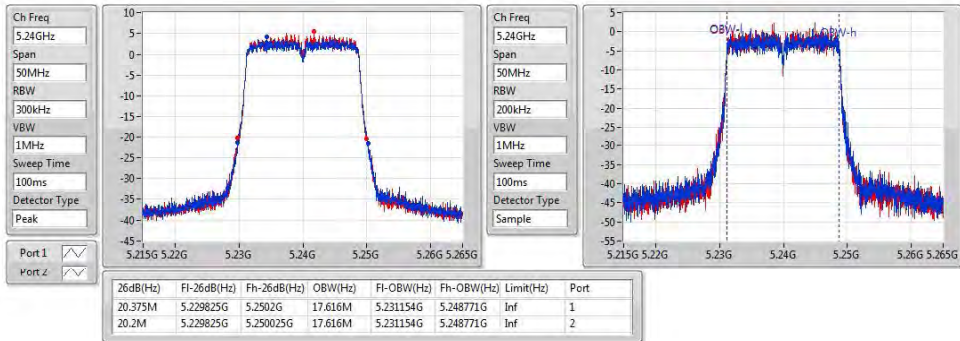 Ch Freq
5.24GHz
Span
50MHz
RBW
300kHz
VBW
1MHz
Sweep Time
100ms
Detector Type
Peak
Port 1
Port 2
10
5
0
-5
-10
-15
-20
-25
-30
-35
-40
-45
5.215G 5.22G 5.23G 5.24G 5.25G 5.26G 5.265G
Ch Freq
5.24GHz
Span
50MHz
RBW
200kHz
VBW
1MHz
Sweep Time
100ms
Detector Type
Sample
5
0
-5
-10
-15
-20
-25
-30
-35
-40
-45
-50
-55
OBW-l OBW-h
5.215G 5.22G 5.23G 5.24G 5.25G 5.26G 5.265G
26dB(Hz) Fl-26dB(Hz) Fh-26dB(Hz) OBW(Hz) Fl-OBW(Hz) Fh-OBW(Hz) Limit(Hz) Port
20.375M 5.229825G 5.2502G 17.616M 5.231154G 5.248771G Inf 1
20.2M 5.229825G 5.250025G 17.616M 5.231154G 5.248771G Inf 2